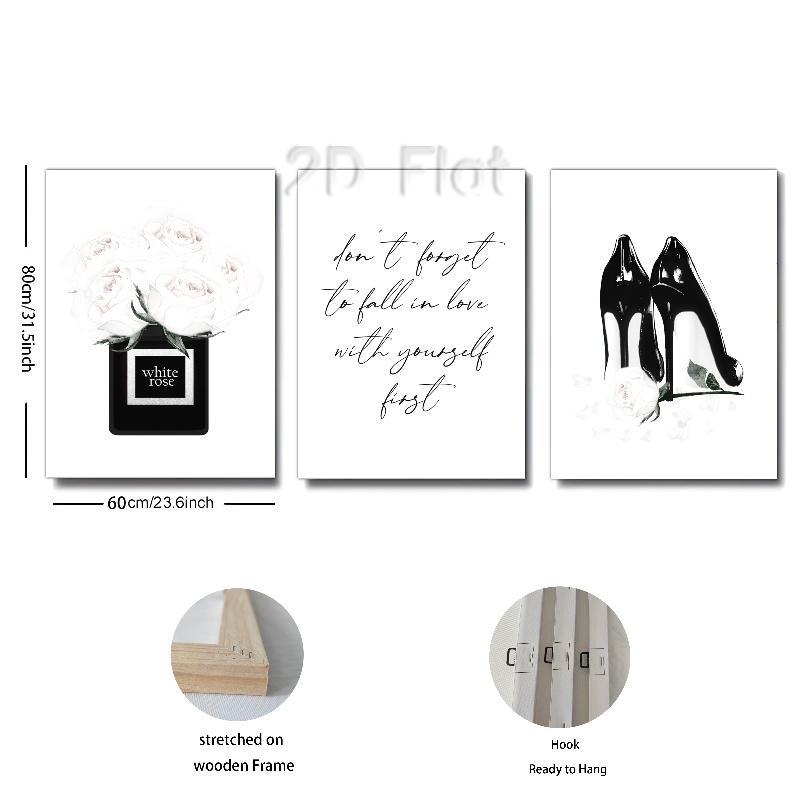 2D Flat
80cm/31.5inch
white
rose
don't forget
to fall in love
with yourself
first
60cm/23.6inch
stretched on
wooden Frame
Hook
Ready to Hang